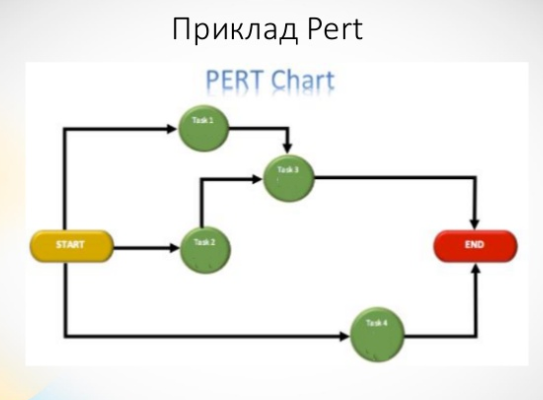 Приклад Pert
PERT Chart
Task 1
Task 3
START
Task 2
END
Task 4